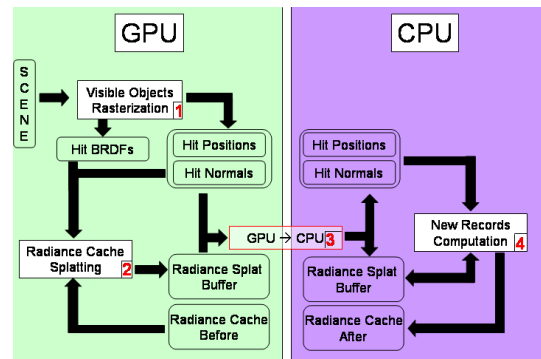 GPU
CPU
S
C
E
N
E
Visible Objects
Rasterization
1
Hit BRDFs
Hit Positions
Hit Normals
Radiance Cache
Splatting
2
Radiance Splat
Buffer
Radiance Cache
Before
GPU → CPU
3
Hit Positions
Hit Normals
New Records
Computation
4
Radiance Splat
Buffer
Radiance Cache
After